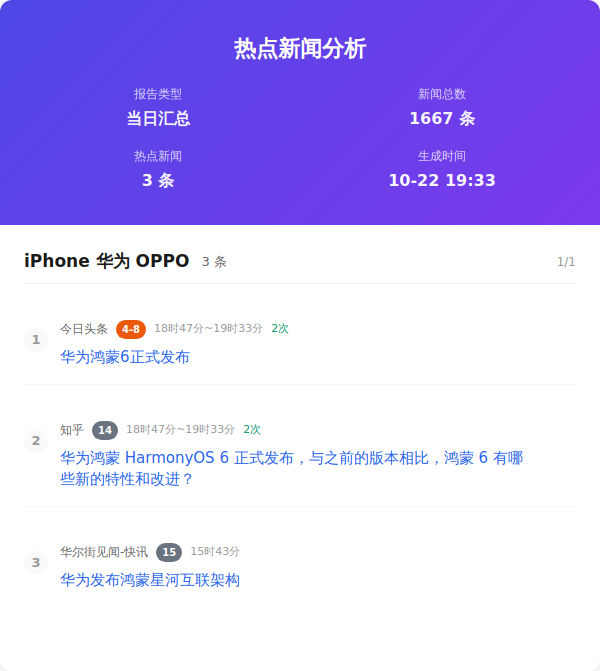 热点新闻分析
报告类型
新闻总数
当日汇总
1667 条
热点新闻
生成时间
3 条
10-22 19:33
iPhone 华为 OPPO 3 条 1/1
1
今日头条 4-8 18时47分~19时33分 2次
华为鸿蒙6正式发布
2
知乎 14 18时47分~19时33分 2次
华为鸿蒙 HarmonyOS 6 正式发布，与之前的版本相比，鸿蒙 6 有哪
些新的特性和改进？
3
华尔街见闻-快讯 15 15时43分
华为发布鸿蒙星河互联架构